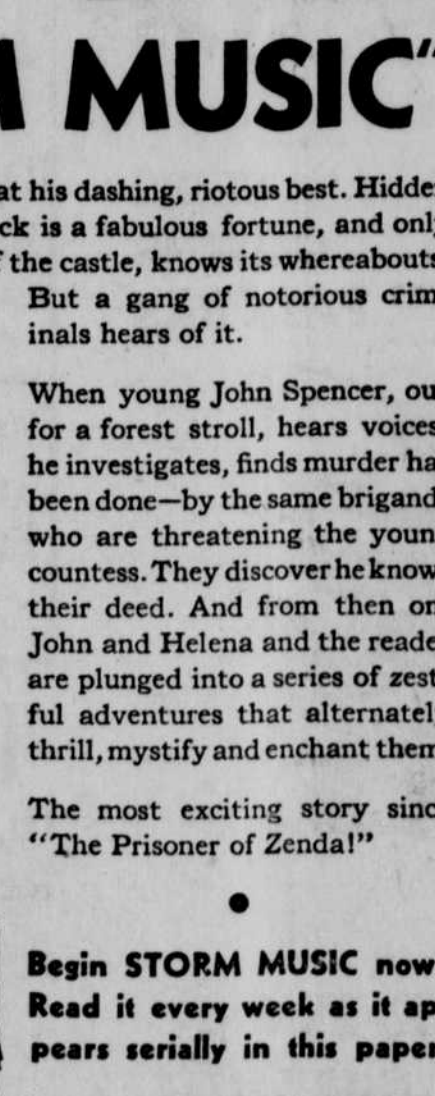 M MUSIC"
at his dashing, riotous best. Hidde
ck is a fabulous fortune, and onl
f the castle, knows its whereabouts
But a gang of notorious crim
inals hears of it.
When young John Spencer, ou
for a forest stroll, hears voices
he investigates, finds murder ha
been done—by the same brigand
who are threatening the youn
countess. They discover he know
their deed. And from then on
John and Helena and the reade
are plunged into a series of zest
ful adventures that alternatel
thrill, mystify and enchant them
The most exciting story sinc
"The Prisoner of Zenda!"
●
Begin STORM MUSIC now
Read it every week as it ap
pears serially in this paper